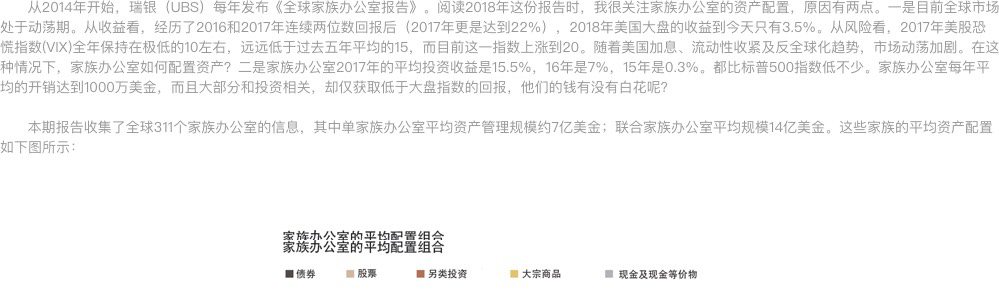 从2014年开始，瑞银（UBS）每年发布《全球家族办公室报告》。阅读2018年这份报告时，我很关注家族办公室的资产配置，原因有两点。一是目前全球市场
处于动荡期。从收益看，经历了2016和2017年连续两位数回报后（2017年更是达到22%），2018年美国大盘的收益到今天只有3.5%。从风险看，2017年美股恐
慌指数(VIX)全年保持在极低的10左右，远远低于过去五年平均的15，而目前这一指数上涨到20。随着美国加息、流动性收紧及反全球化趋势，市场动荡加剧。在这
种情况下，家族办公室如何配置资产？二是家族办公室2017年的平均投资收益是15.5%，16年是7%，15年是0.3%。都比标普500指数低不少。家族办公室每年平
均的开销达到1000万美金，而且大部分和投资相关，却仅获取低于大盘指数的回报，他们的钱有没有白花呢？
本期报告收集了全球311个家族办公室的信息，其中单家族办公室平均资产管理规模约7亿美金；联合家族办公室平均规模14亿美金。这些家族的平均资产配置
如下图所示：
家族办公室的平均配置组合
家族办公室的平均配置组合
债券 股票 另类投资 大宗商品 现金及现金等价物